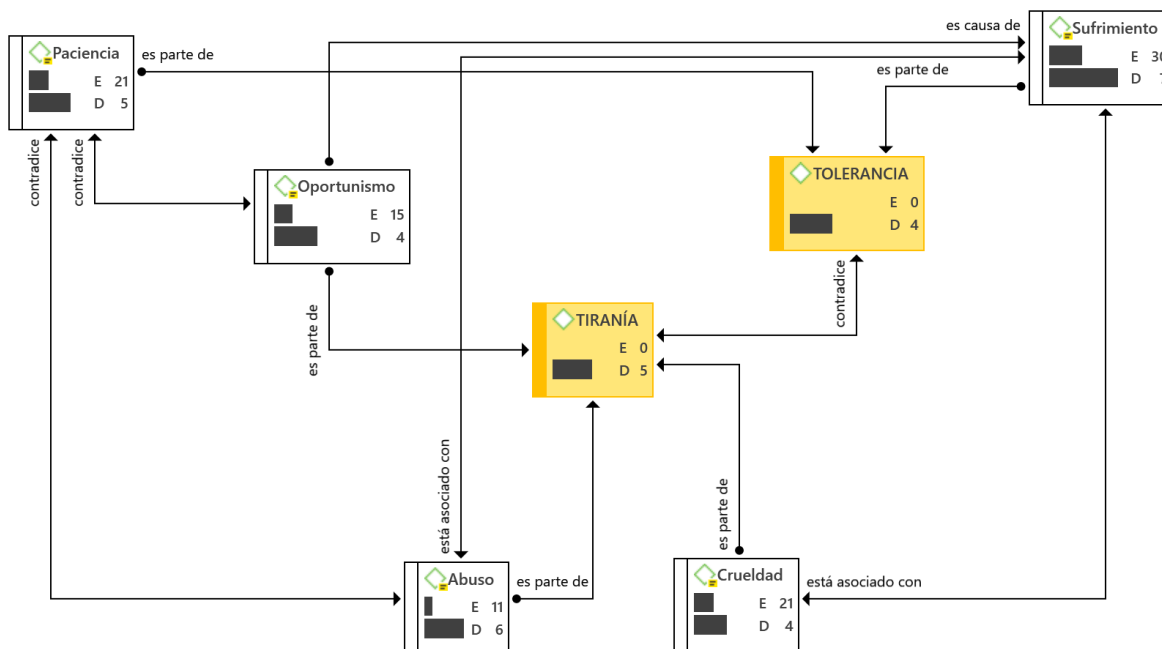 es causa de
Sufrimiento
E 30
D 7
Paciencia
E 21
D 5
es parte de
es parte de
contradice
contradice
Oportunismo
E 15
D 4
TOLERANCIA
E 0
D 4
contradice
es parte de
TIRANÍA
E 0
D 5
está asociado con
es parte de
Abuso
E 11
D 6
es parte de
Crueldad
E 21
D 4
está asociado con